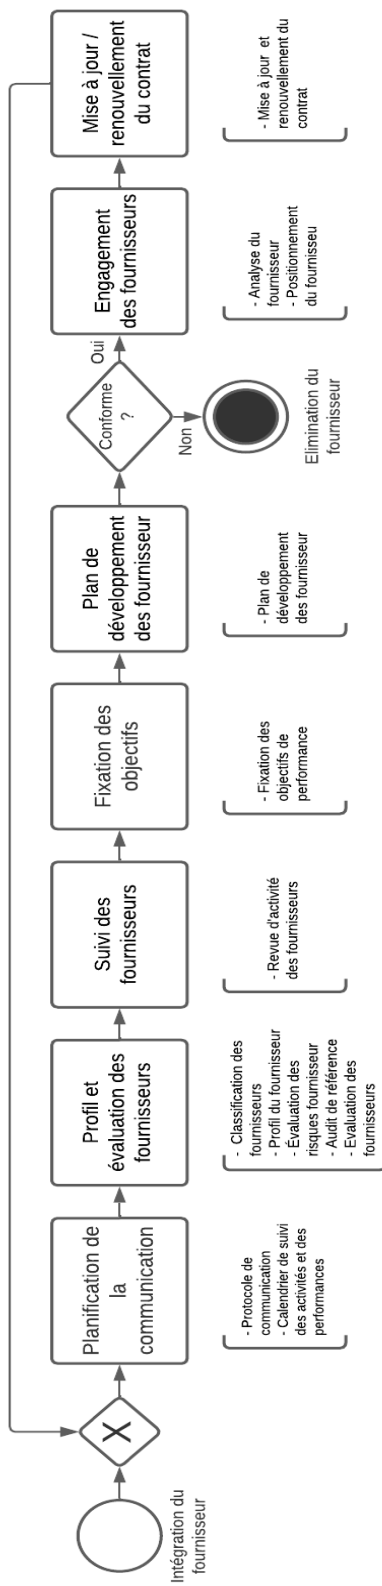 Intégration du
fournisseur
X
Planification de
la
communication
Profil et
évaluation des
fournisseurs
Suivi des
fournisseurs
Fixation des
objectifs
Plan de
développement
des fournisseur
Conforme
?
Oui
Non
Elimination du
fournisseur
Engagement
des fournisseurs
Mise à jour /
renouvellement
du contrat
- Protocole de
communication
- Calendrier de suivi
des activités et des
performances
- Classification des
fournisseurs
- Profil du fournisseur
- Évaluation des
risques fournisseur
- Audit de référence
- Evaluation des
fournisseurs
- Revue d'activité
des fournisseurs
- Fixation des
objectifs de
performance
- Plan de
développement
des fournisseur
- Analyse du
fournisseur
- Positionnement
du fournisseu
- Mise à jour et
renouvellement du
contrat